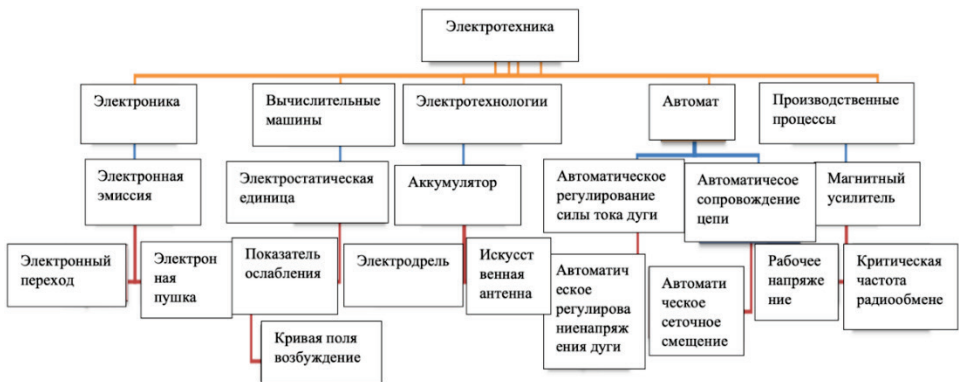 Электротехника
Электроника
Вычислительные
машины
Электротехнологии
Автомат
Производственные
процессы
Электронная
эмиссия
Электростатическая
единица
Аккумулятор
Автоматическое
регулирование
силы тока дуги
Автоматичесое
сопровождение
цепи
Магнитный
усилитель
Электронный
переход
Электрон
ная
пушка
Показатель
ослабления
Электродрель
Искусст
венная
антенна
Автоматич
еское
регулирова
ниенапряж
ения дуги
Автомати
ческое
сеточное
смещение
Рабочее
напряже
ние
Критическая
частота
радиообмене
Кривая поля
возбуждение